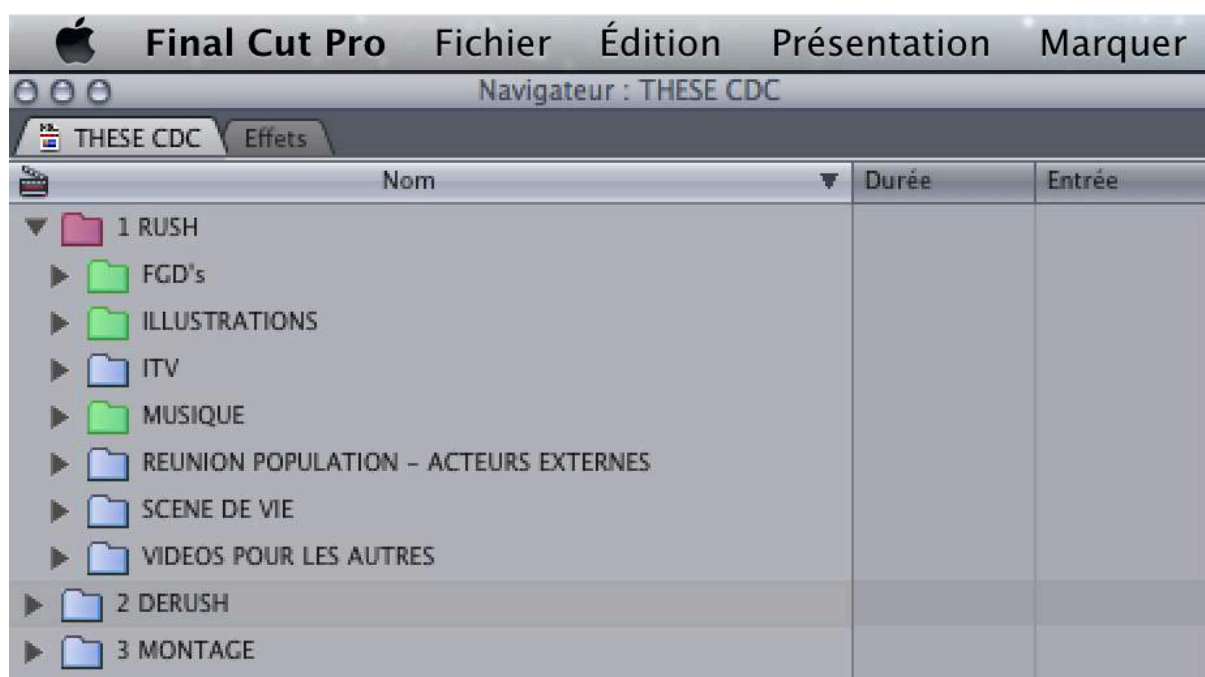 Final Cut Pro Fichier Édition Présentation Marquer
Navigateur : THESE CDC
THESE CDC Effets
Nom Durée Entrée
1 RUSH
FGD's
ILLUSTRATIONS
ITV
MUSIQUE
REUNION POPULATION – ACTEURS EXTERNES
SCENE DE VIE
VIDEOS POUR LES AUTRES
2 DERUSH
3 MONTAGE